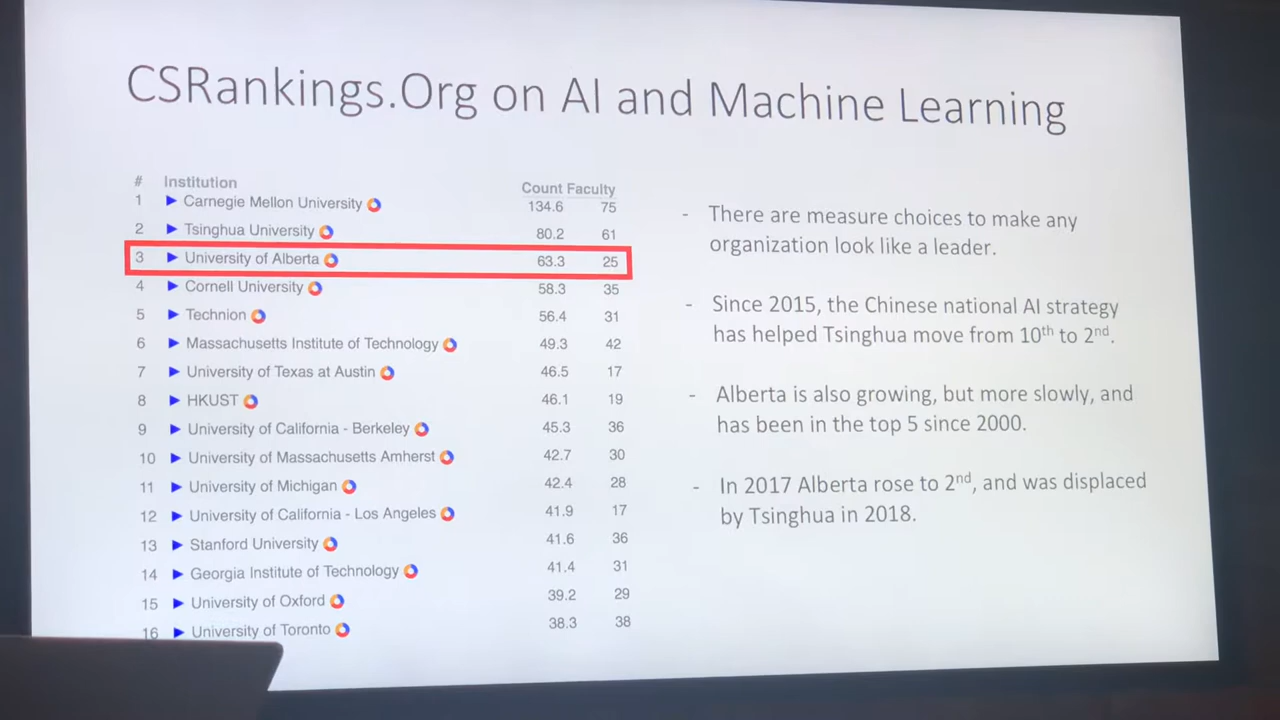 CSRankings.Org on AI and Machine Learning
# Institution Count Faculty
1 ► Carnegie Mellon University 134.6 75
2 ► Tsinghua University 80.2 61
3 ► University of Alberta 63.3 25
4 ► Cornell University 58.3 35
5 ► Technion 56.4 31
6 ► Massachusetts Institute of Technology 49.3 42
7 ► University of Texas at Austin 46.5 17
8 ► HKUST 46.1 19
9 ► University of California - Berkeley 45.3 36
10 ► University of Massachusetts Amherst 42.7 30
11 ► University of Michigan 42.4 28
12 ► University of California - Los Angeles 41.9 17
13 ► Stanford University 41.6 36
14 ► Georgia Institute of Technology 41.4 31
15 ► University of Oxford 39.2 29
16 ► University of Toronto 38.3 38
- There are measure choices to make any
organization look like a leader.
- Since 2015, the Chinese national AI strategy
has helped Tsinghua move from 10th to 2nd.
- Alberta is also growing, but more slowly, and
has been in the top 5 since 2000.
- In 2017 Alberta rose to 2nd, and was displaced
by Tsinghua in 2018.